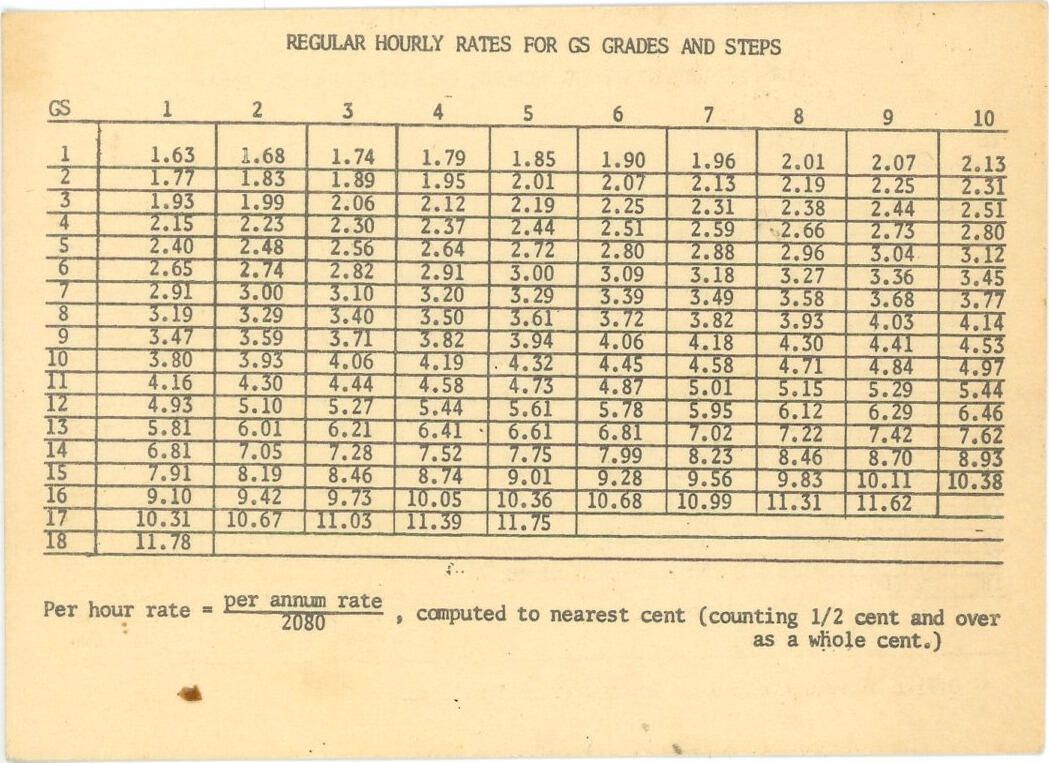 REGULAR HOURLY RATES FOR GS GRADES AND STEPS
GS 1 2 3 4 5 6 7 8 9 10
1 1.63 1.68 1.74 1.79 1.85 1.90 1.96 2.01 2.07 2.13
2 1.77 1.83 1.89 1.95 2.01 2.07 2.13 2.19 2.25 2.31
3 1.93 1.99 2.06 2.12 2.19 2.25 2.31 2.38 2.44 2.51
4 2.15 2.23 2.30 2.37 2.44 2.51 2.59 2.66 2.73 2.80
5 2.40 2.48 2.56 2.64 2.72 2.80 2.88 2.96 3.04 3.12
6 2.65 2.74 2.82 2.91 3.00 3.09 3.18 3.27 3.36 3.45
7 2.91 3.00 3.10 3.20 3.29 3.39 3.49 3.58 3.68 3.77
8 3.19 3.29 3.40 3.50 3.61 3.72 3.82 3.93 4.03 4.14
9 3.47 3.59 3.71 3.82 3.94 4.06 4.18 4.30 4.41 4.53
10 3.80 3.93 4.06 4.19 4.32 4.45 4.58 4.71 4.84 4.97
11 4.16 4.30 4.44 4.58 4.73 4.87 5.01 5.15 5.29 5.44
12 4.93 5.10 5.27 5.44 5.61 5.78 5.95 6.12 6.29 6.46
13 5.81 6.01 6.21 6.41 6.61 6.81 7.02 7.22 7.42 7.62
14 6.81 7.05 7.28 7.52 7.75 7.99 8.23 8.46 8.70 8.93
15 7.91 8.19 8.46 8.74 9.01 9.28 9.56 9.83 10.11 10.38
16 9.10 9.42 9.73 10.05 10.36 10.68 10.99 11.31 11.62
17 10.31 10.67 11.03 11.39 11.75
18 11.78
Per hour rate = per annum rate
2080 , computed to nearest cent (counting 1/2 cent and over
as a whole cent.)